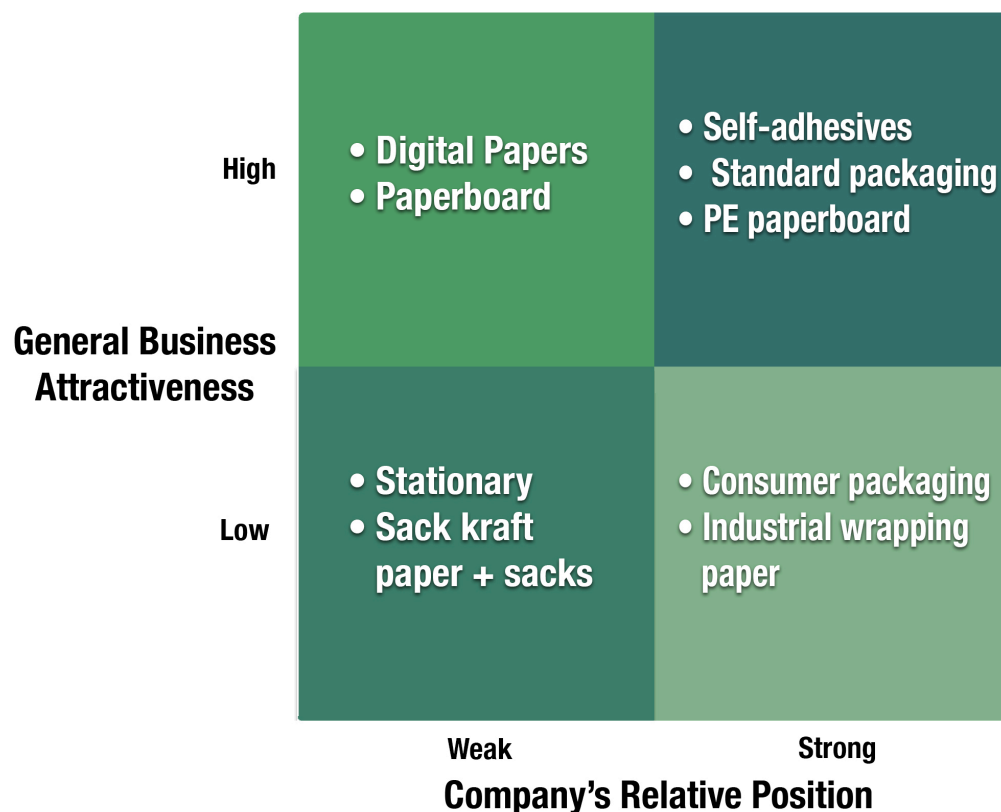 • Digital Papers
• Paperboard
• Self-adhesives
• Standard packaging
• PE paperboard
High
General Business
Attractiveness
• Stationary
• Sack kraft
paper + sacks
• Consumer packaging
• Industrial wrapping
paper
Low
Weak
Strong
Company’s Relative Position